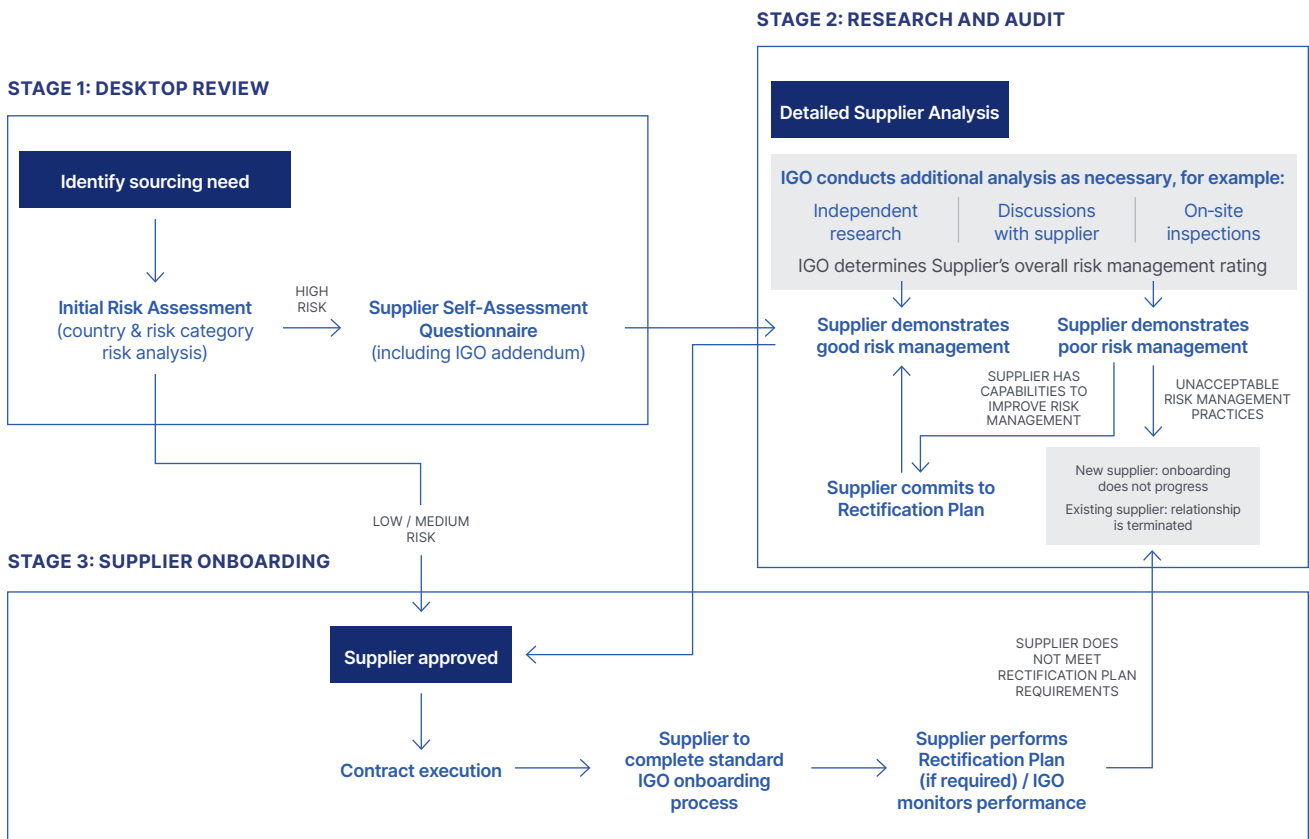 STAGE 1: DESKTOP REVIEW
Identify sourcing need
Initial Risk Assessment
(country & risk category
risk analysis)
HIGH
RISK
Supplier Self-Assessment
Questionnaire
(including IGO addendum)
LOW / MEDIUM
RISK
STAGE 2: RESEARCH AND AUDIT
Detailed Supplier Analysis
IGO conducts additional analysis as necessary, for example:
Independent
research
Discussions
with supplier
On-site
inspections
IGO determines Supplier’s overall risk management rating
Supplier demonstrates
good risk management
Supplier demonstrates
poor risk management
SUPPLIER HAS
CAPABILITIES TO
IMPROVE RISK
MANAGEMENT
UNACCEPTABLE
RISK MANAGEMENT
PRACTICES
Supplier commits to
Rectification Plan
New supplier: onboarding
does not progress
Existing supplier: relationship
is terminated
STAGE 3: SUPPLIER ONBOARDING
Supplier approved
Contract execution
Supplier to
complete standard
IGO onboarding
process
Supplier performs
Rectification Plan
(if required) / IGO
monitors performance
SUPPLIER DOES
NOT MEET
RECTIFICATION PLAN
REQUIREMENTS